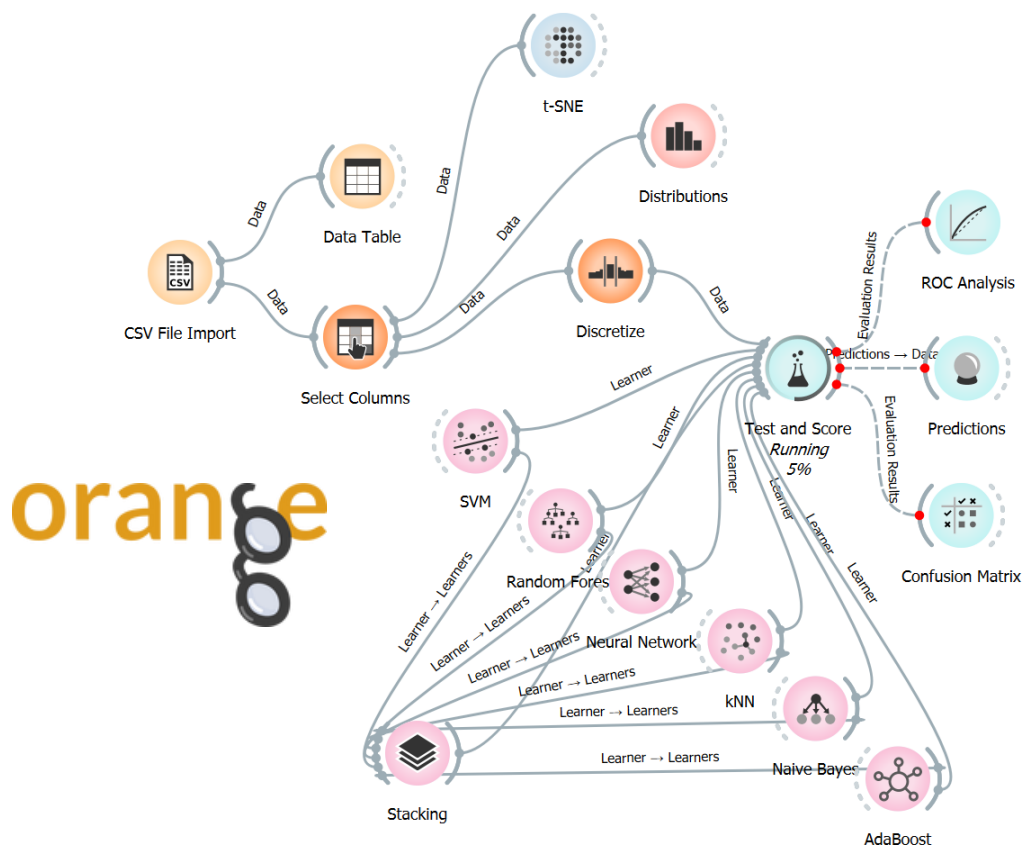 t-SNE
Data
Distributions
Data
Data Table
Data
CSV
CSV File Import
Data
Select Columns
Data
Discretize
Data
Evaluation Results
ROC Analysis
Predictions → Data
Predictions
Evaluation Results
Confusion Matrix
Test and Score
Running
5%
Learner
SVM
Learner
Random Fores
Learner
Neural Network
Learner
kNN
Learner
Naive Bayes
Learner
AdaBoost
Learner
Stacking
Learner → Learners
Learner → Learners
Learner → Learners
Learner → Learners
Learner → Learners
Learner → Learners
orange